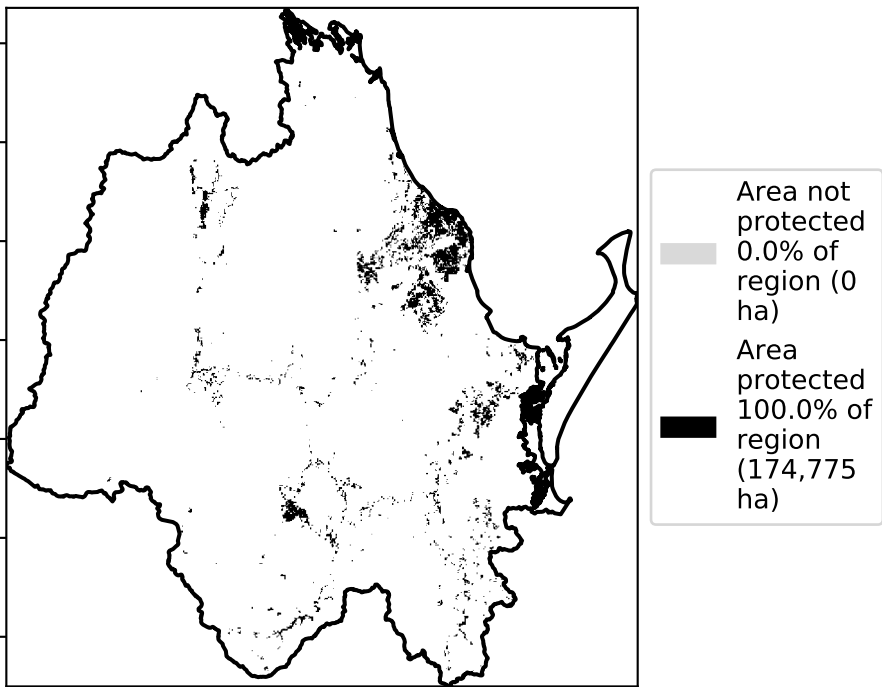 Area not
protected
0.0% of
region (0
ha)
Area
protected
100.0% of
region
(174,775
ha)